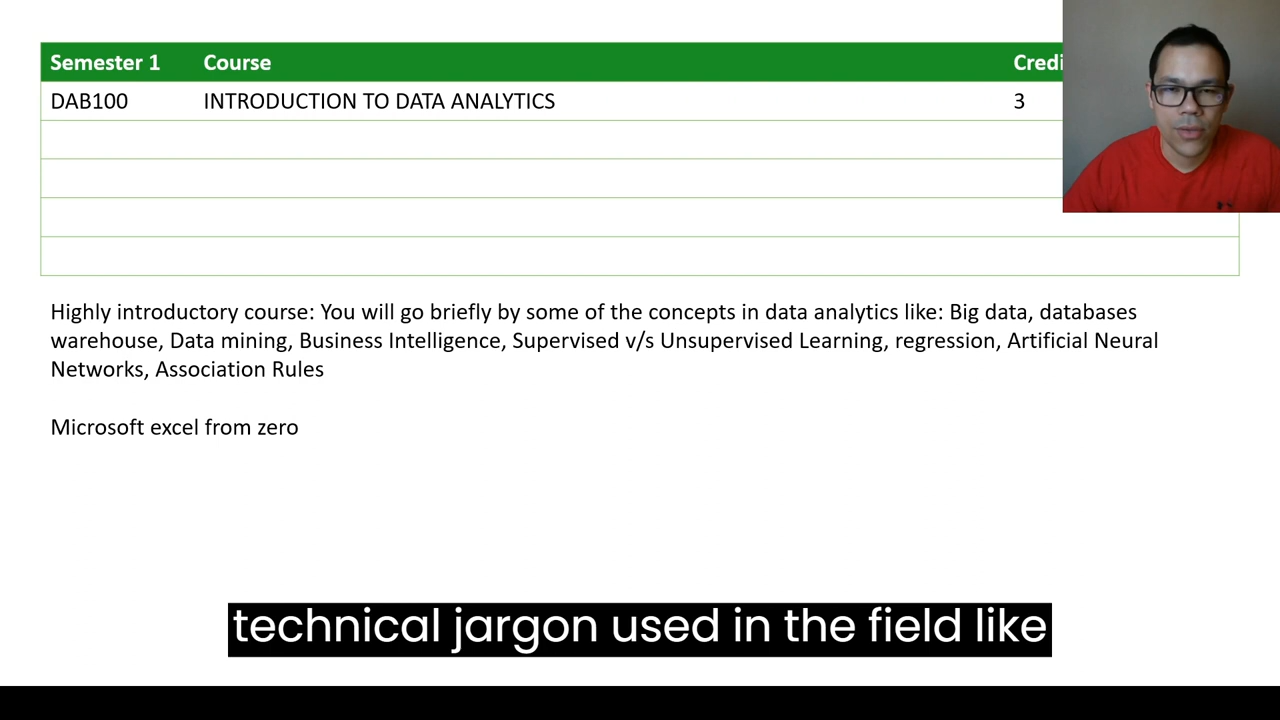 Semester 1 Course Credi
DAB100 INTRODUCTION TO DATA ANALYTICS 3
Highly introductory course: You will go briefly by some of the concepts in data analytics like: Big data, databases
warehouse, Data mining, Business Intelligence, Supervised v/s Unsupervised Learning, regression, Artificial Neural
Networks, Association Rules
Microsoft excel from zero
technical jargon used in the field like